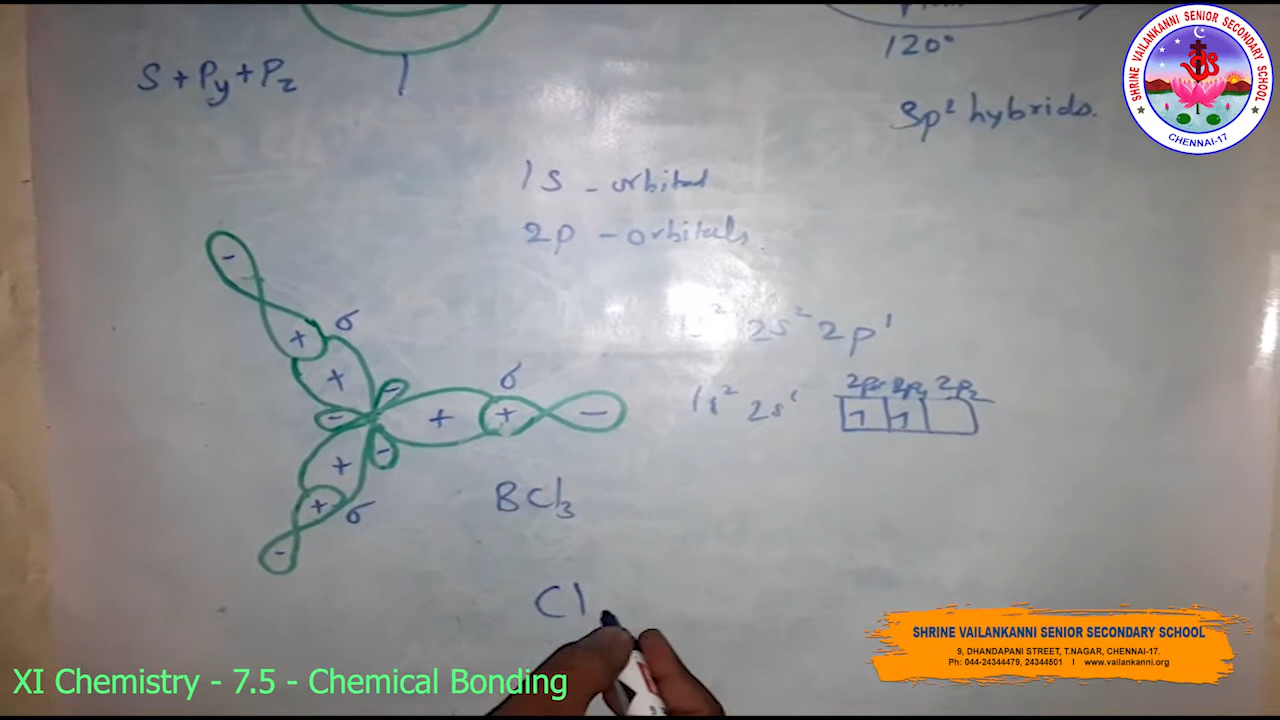 120°
S + Py + Pz
Sp² hybrids.
1S - orbital
2p - orbitals.
2s² 2p¹
1s² 2s¹
2px 2py 2pz
1 1
- + σ + - - + σ + -
- + - + σ -
BCl₃
Cl
SHRINE VAILANKANNI SENIOR SECONDARY SCHOOL
CHENNAI-17
SHRINE VAILANKANNI SENIOR SECONDARY SCHOOL
9, DHANDAPANI STREET, T.NAGAR, CHENNAI-17.
Ph: 044-24344479, 24344501 I www.vailankanni.org
XI Chemistry - 7.5 - Chemical Bonding